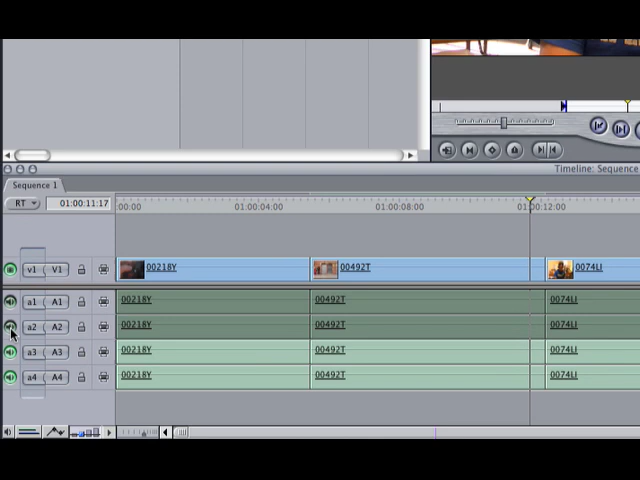 Timeline: Sequence
Sequence 1
RT 01:00:11:17 00:00 01:00:04:00 01:00:08:00 01:00:12:00
v1 V1 00218Y 00492T 0074LI
a1 A1 00218Y 00492T 0074LI
a2 A2 00218Y 00492T 0074LI
a3 A3 00218Y 00492T 0074LI
a4 A4 00218Y 00492T 0074LI